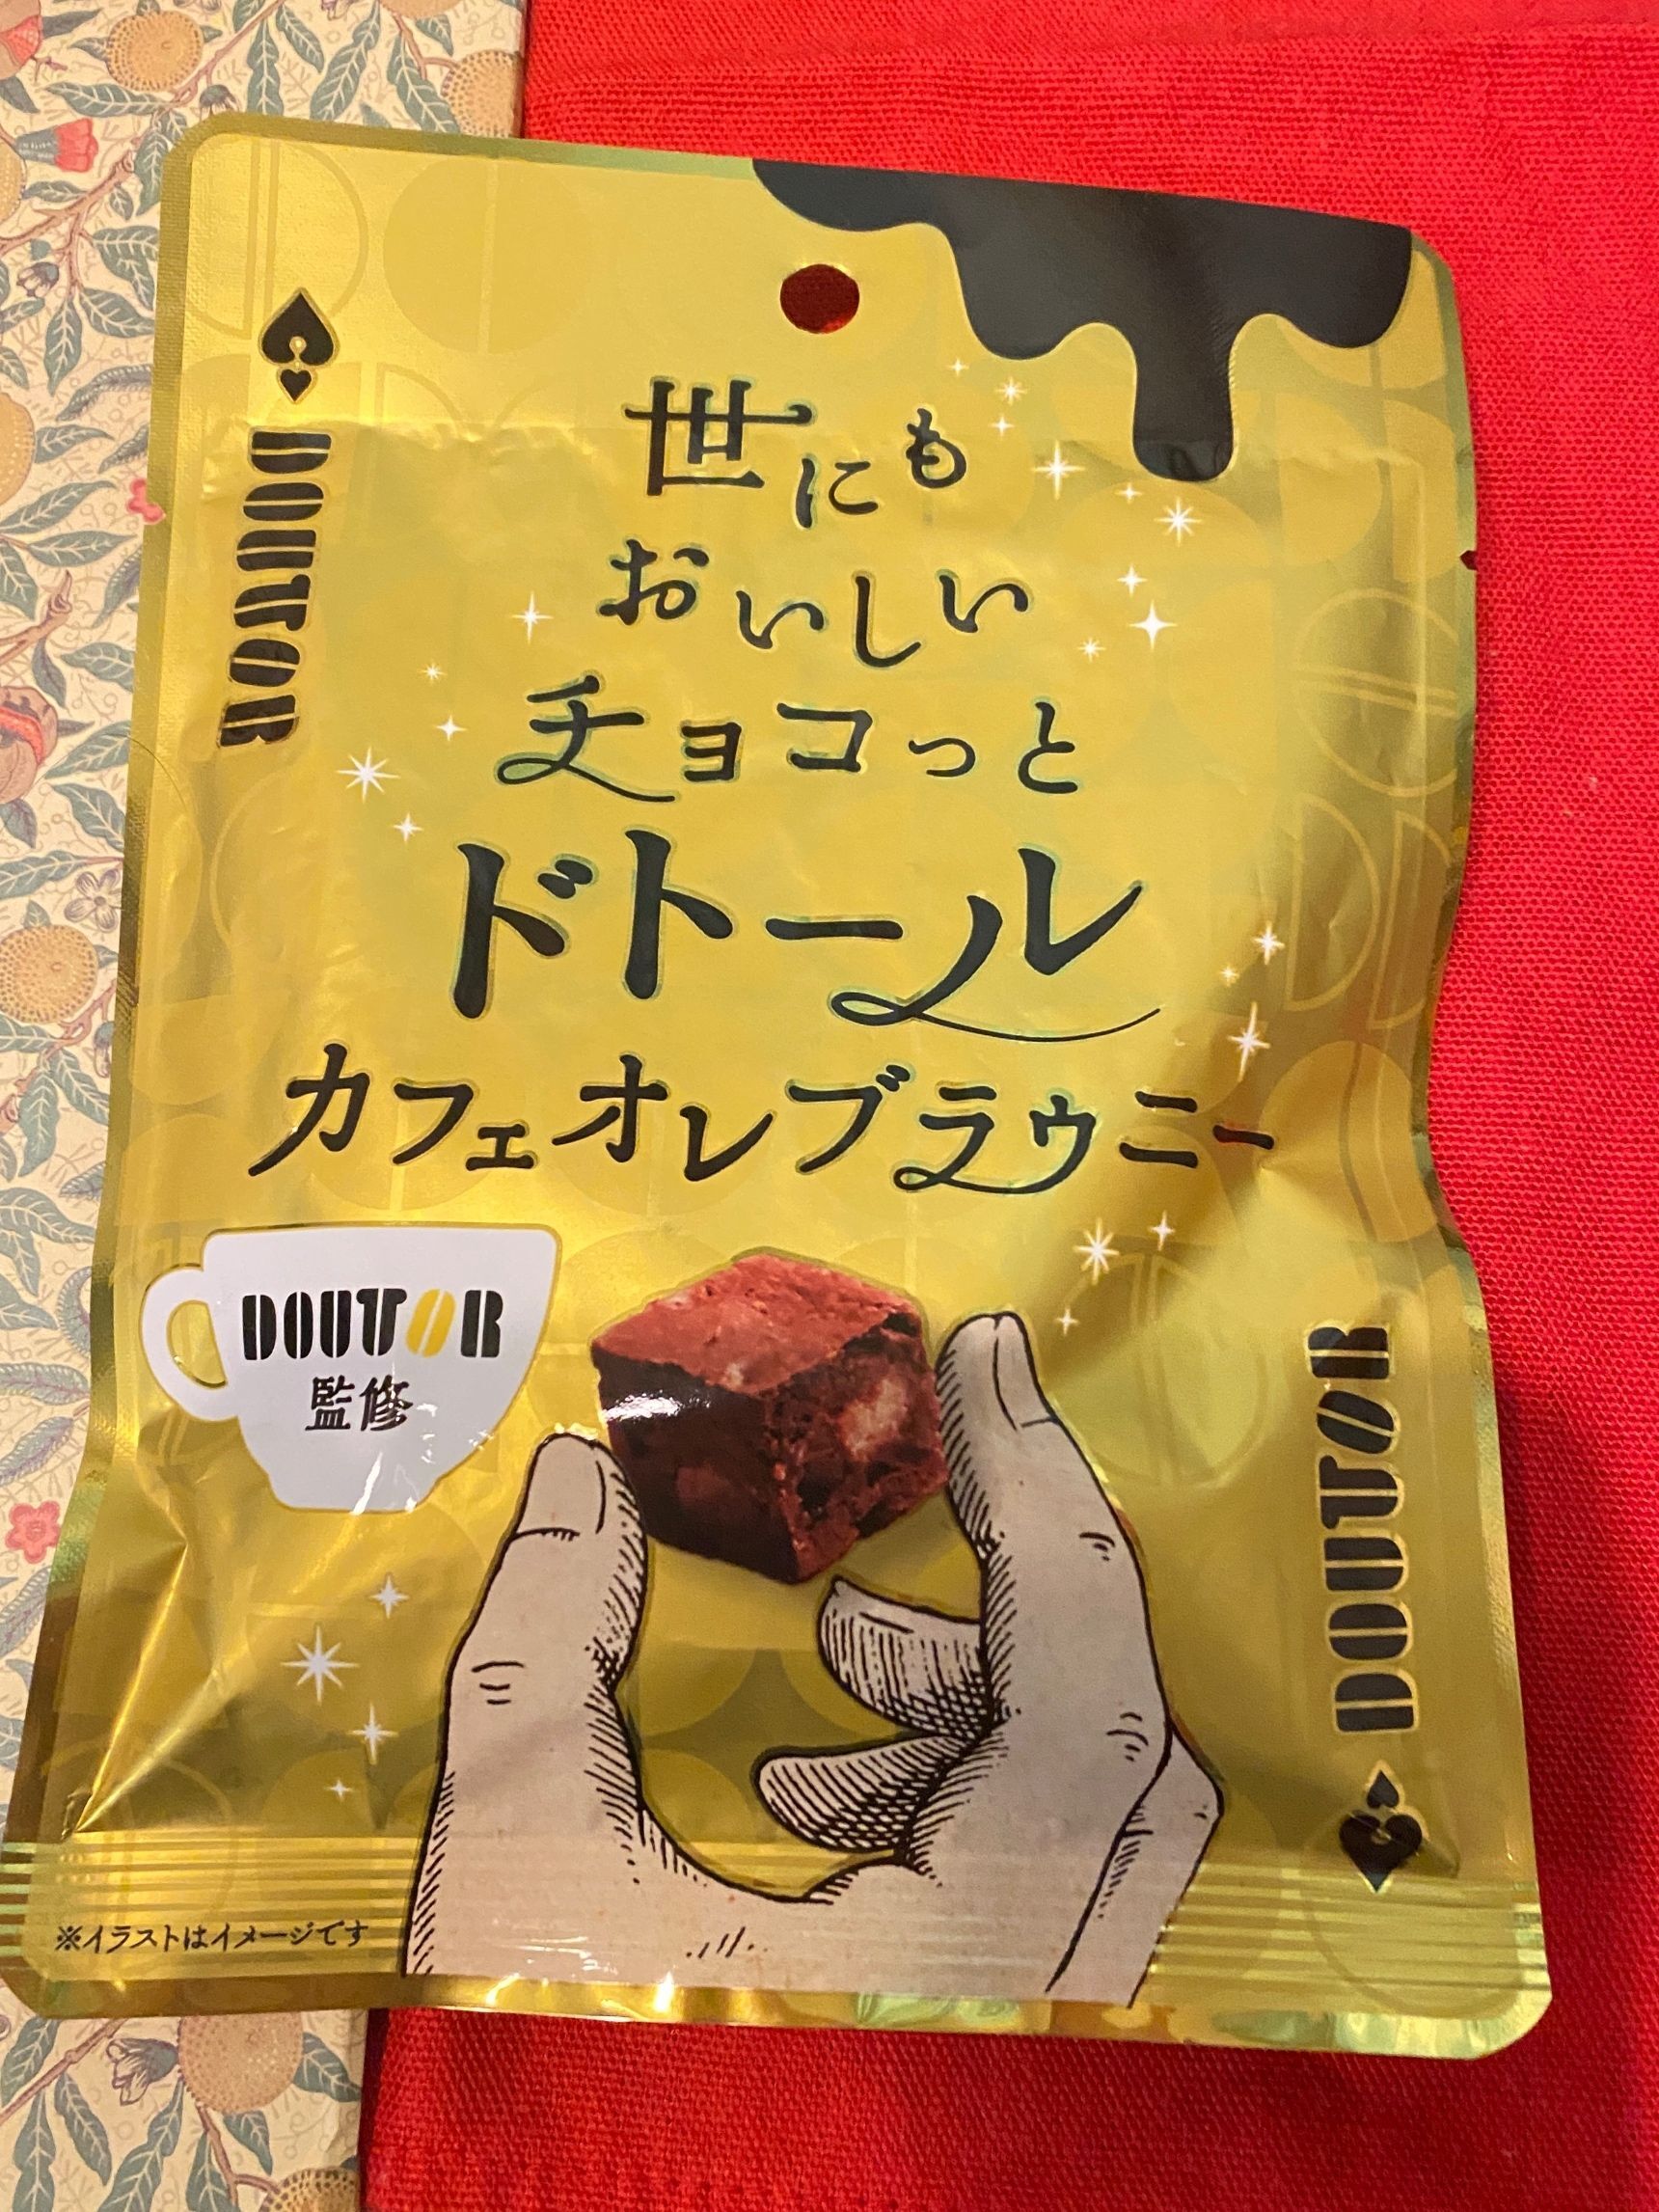 世にも
おいしい
チョコっと
ドトール
カフェオレブラウニー
DOUTOR
DOUTOR
監修
DOUTOR
※イラストはイメージです